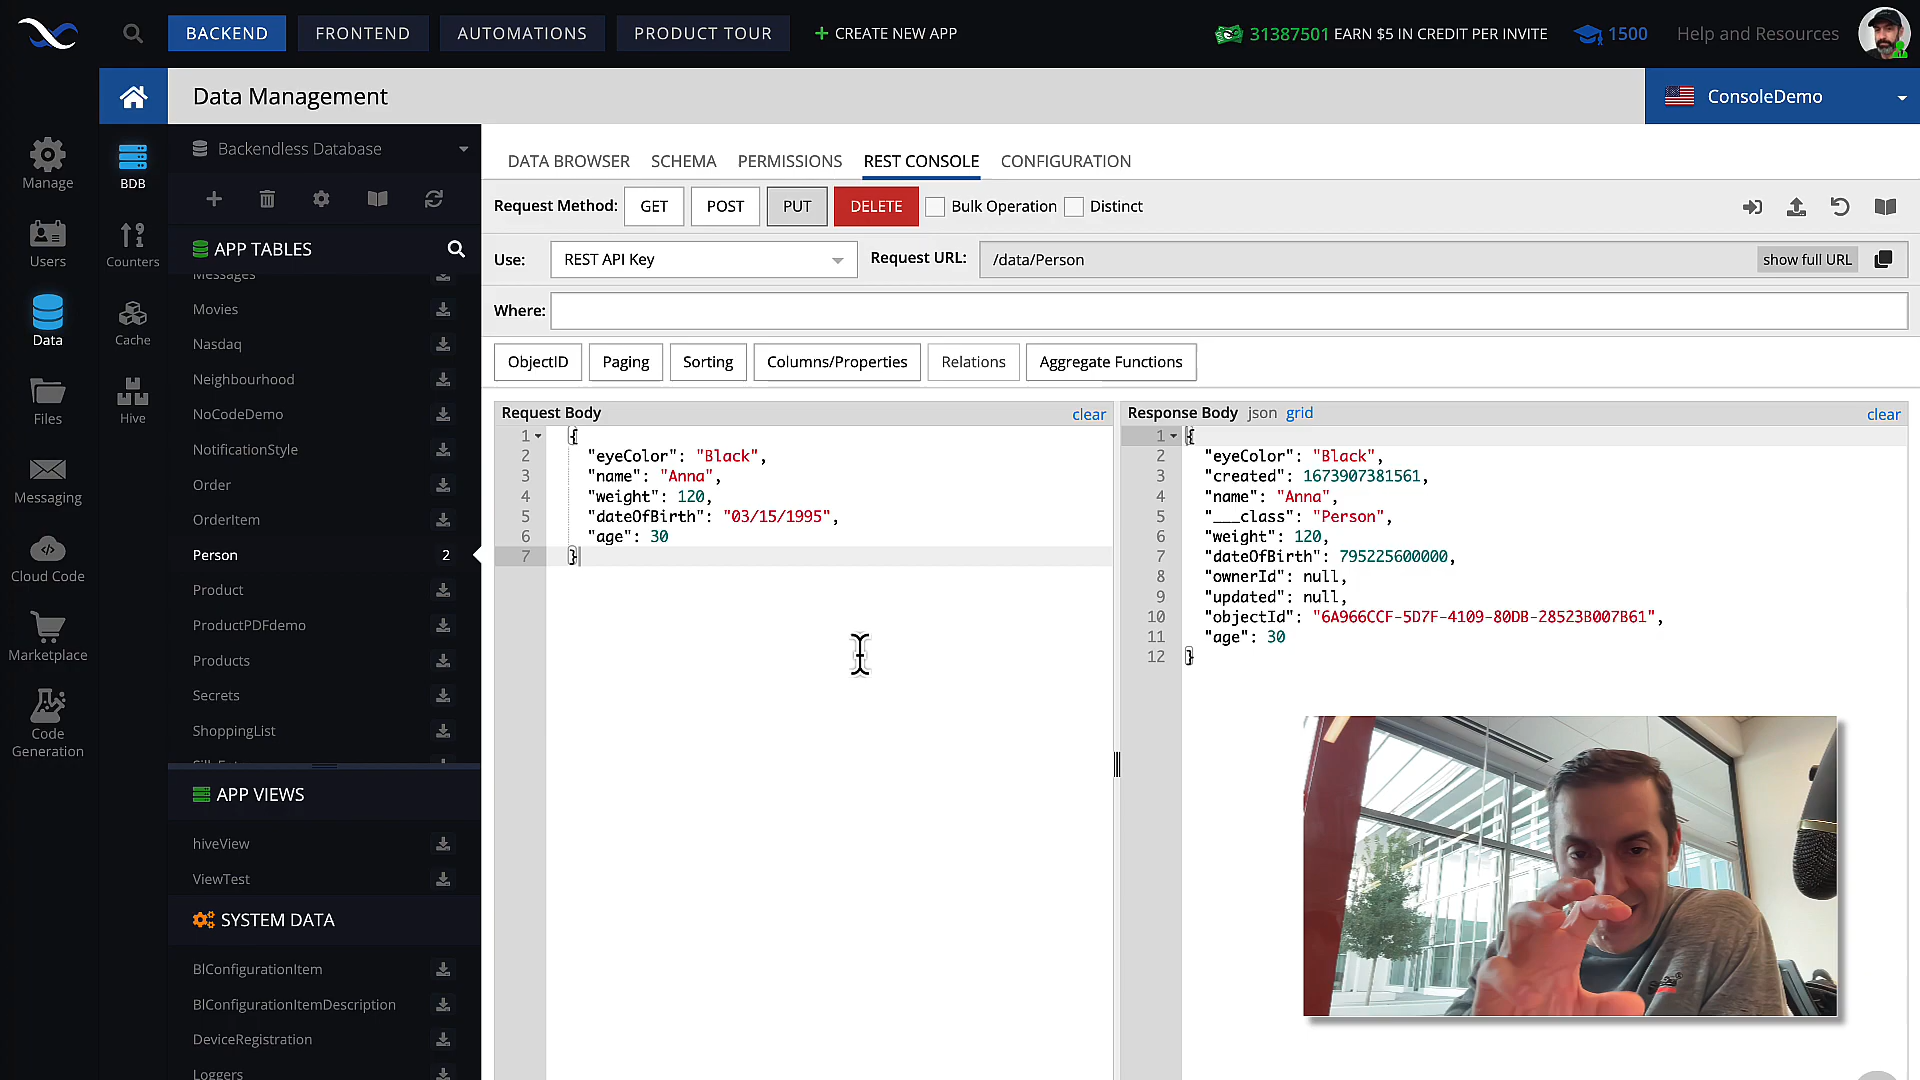 BACKEND FRONTEND AUTOMATIONS PRODUCT TOUR + CREATE NEW APP 31387501 EARN $5 IN CREDIT PER INVITE 1500 Help and Resources
Data Management ConsoleDemo
Manage
Users
Data
Files
Messaging
Cloud Code
Marketplace
Code
Generation
BDB
Counters
Cache
Hive
Backendless Database
APP TABLES
Messages
Movies
Nasdaq
Neighbourhood
NoCodeDemo
NotificationStyle
Order
OrderItem
Person 2
Product
ProductPDFdemo
Products
Secrets
ShoppingList
APP VIEWS
hiveView
ViewTest
SYSTEM DATA
BlConfigurationItem
BlConfigurationItemDescription
DeviceRegistration
Loggers
DATA BROWSER SCHEMA PERMISSIONS REST CONSOLE CONFIGURATION
Request Method: GET POST PUT DELETE Bulk Operation Distinct
Use: REST API Key Request URL: /data/Person show full URL
Where:
ObjectID Paging Sorting Columns/Properties Relations Aggregate Functions
Request Body clear
1 {
2 "eyeColor": "Black",
3 "name": "Anna",
4 "weight": 120,
5 "dateOfBirth": "03/15/1995",
6 "age": 30
7 }
Response Body json grid clear
1 {
2 "eyeColor": "Black",
3 "created": 1673907381561,
4 "name": "Anna",
5 "___class": "Person",
6 "weight": 120,
7 "dateOfBirth": 795225600000,
8 "ownerId": null,
9 "updated": null,
10 "objectId": "6A966CCF-5D7F-4109-80DB-28523B007B61",
11 "age": 30
12 }